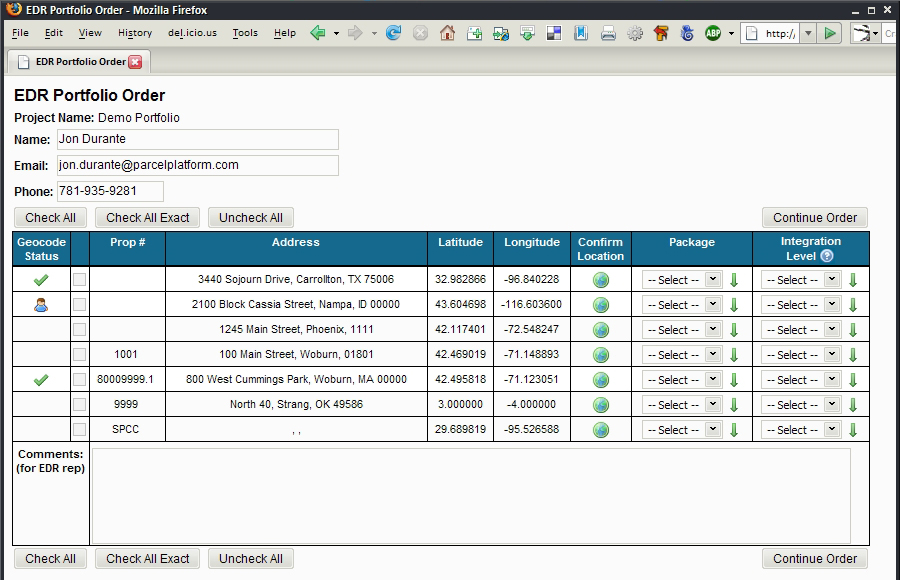 EDR Portfolio Order - Mozilla Firefox
File Edit View History del.icio.us Tools Help ABP http:/
EDR Portfolio Order
EDR Portfolio Order
Project Name: Demo Portfolio
Name: Jon Durante
Email: jon.durante@parcelplatform.com
Phone: 781-935-9281
Check All Check All Exact Uncheck All Continue Order
Geocode Status Prop # Address Latitude Longitude Confirm Location Package Integration Level ?
3440 Sojourn Drive, Carrollton, TX 75006 32.982866 -96.840228 -- Select -- -- Select --
2100 Block Cassia Street, Nampa, ID 00000 43.604698 -116.603600 -- Select -- -- Select --
1245 Main Street, Phoenix, 1111 42.117401 -72.548247 -- Select -- -- Select --
1001 100 Main Street, Woburn, 01801 42.469019 -71.148893 -- Select -- -- Select --
80009999.1 800 West Cummings Park, Woburn, MA 00000 42.495818 -71.123051 -- Select -- -- Select --
9999 North 40, Strang, OK 49586 3.000000 -4.000000 -- Select -- -- Select --
SPCC , , 29.689819 -95.526588 -- Select -- -- Select --
Comments:
(for EDR rep)
Check All Check All Exact Uncheck All Continue Order